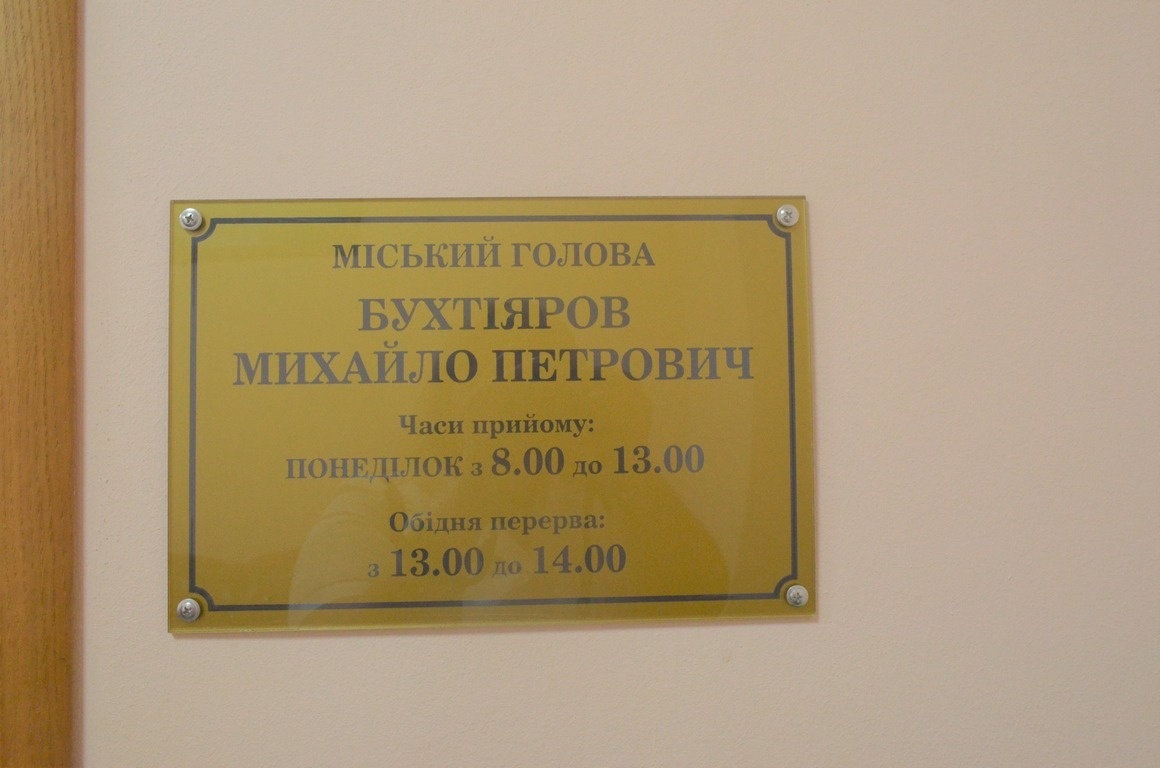 МІСЬКИЙ ГОЛОВА
БУХТІЯРОВ
МИХАЙЛО ПЕТРОВИЧ
Часи прийому:
ПОНЕДІЛОК з 8.00 до 13.00
Обідня перерва:
з 13.00 до 14.00